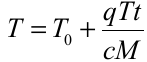 T = T₀ + qTt / cM